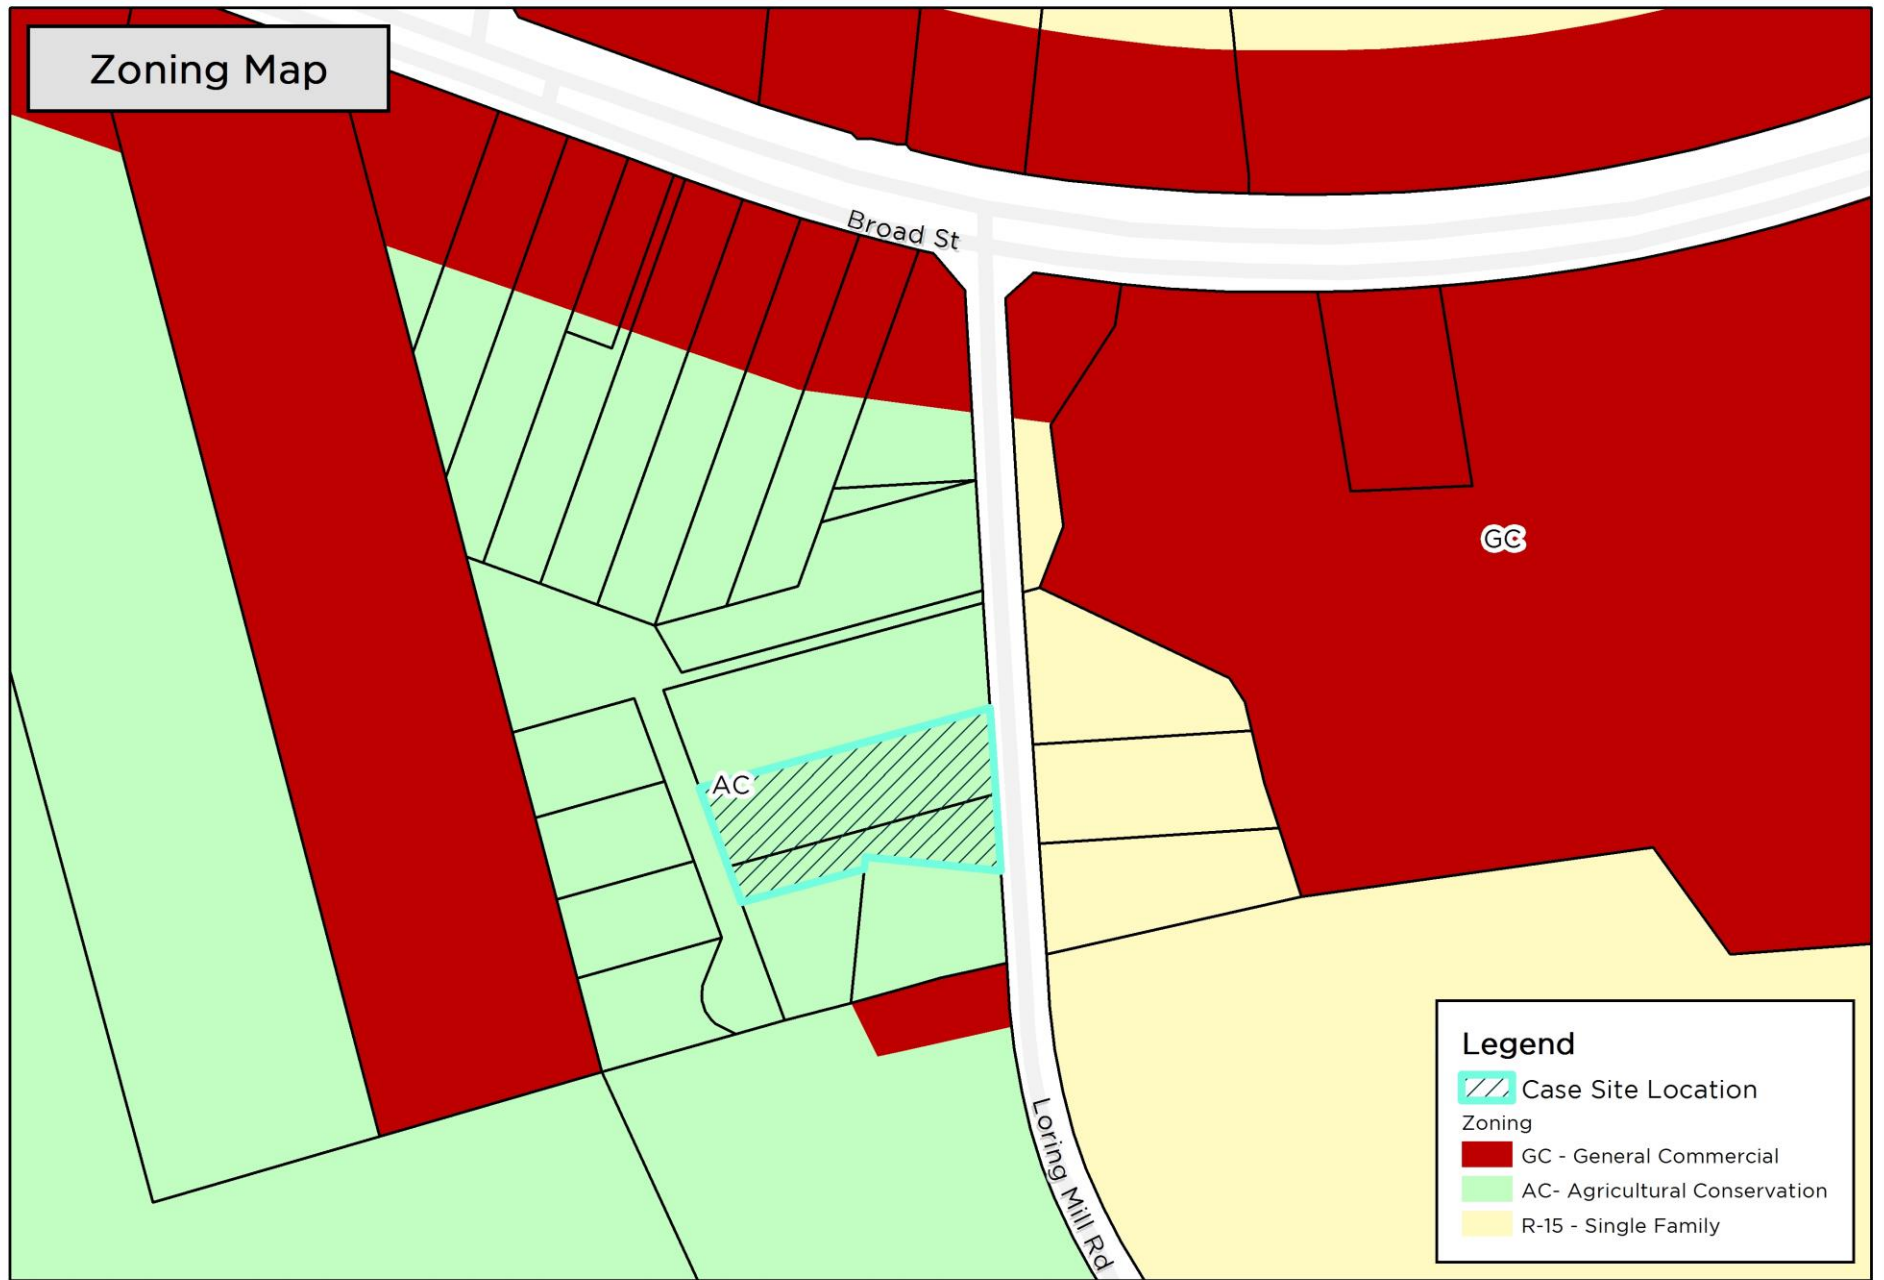 Zoning Map
Broad St
GC
AC
Loring Mill Rd
Legend
Case Site Location
Zoning
GC - General Commercial
AC- Agricultural Conservation
R-15 - Single Family